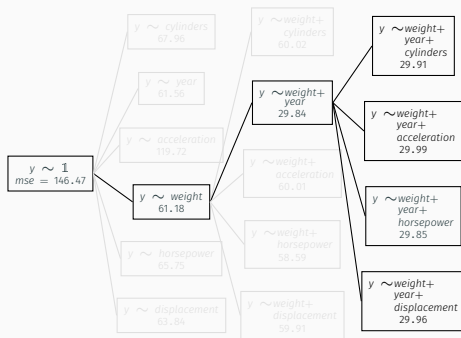 y ~ 𝟙
mse = 146.47
y ~ cylinders
67.98
y ~ year
61.56
y ~ acceleration
119.72
y ~ weight
61.18
y ~ horsepower
65.75
y ~ displacement
63.84
y ~weight+
cylinders
60.02
y ~weight+
year
29.84
y ~weight+
acceleration
60.01
y ~weight+
horsepower
58.59
y ~weight+
displacement
59.91
y ~weight+
year+
cylinders
29.91
y ~weight+
year+
acceleration
29.99
y ~weight+
year+
horsepower
29.85
y ~weight+
year+
displacement
29.96